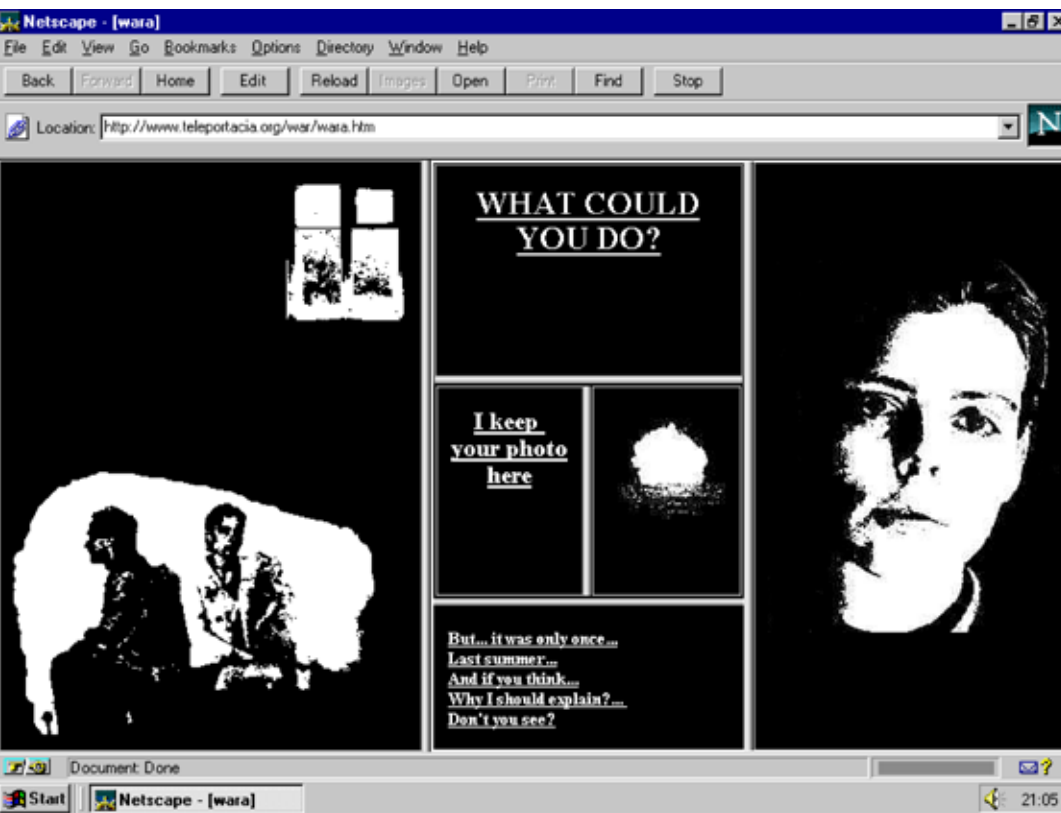 Netscape - [wara]
File Edit View Go Bookmarks Options Directory Window Help
Back Forward Home Edit Reload Images Open Print Find Stop
Location: http://www.teleportacia.org/war/wara.htm
N
WHAT COULD
YOU DO?
I keep
your photo
here
But... it was only once...
Last summer...
And if you think...
Why I should explain?....
Don't you see?
Document: Done
Start Netscape - [wara] 21:05